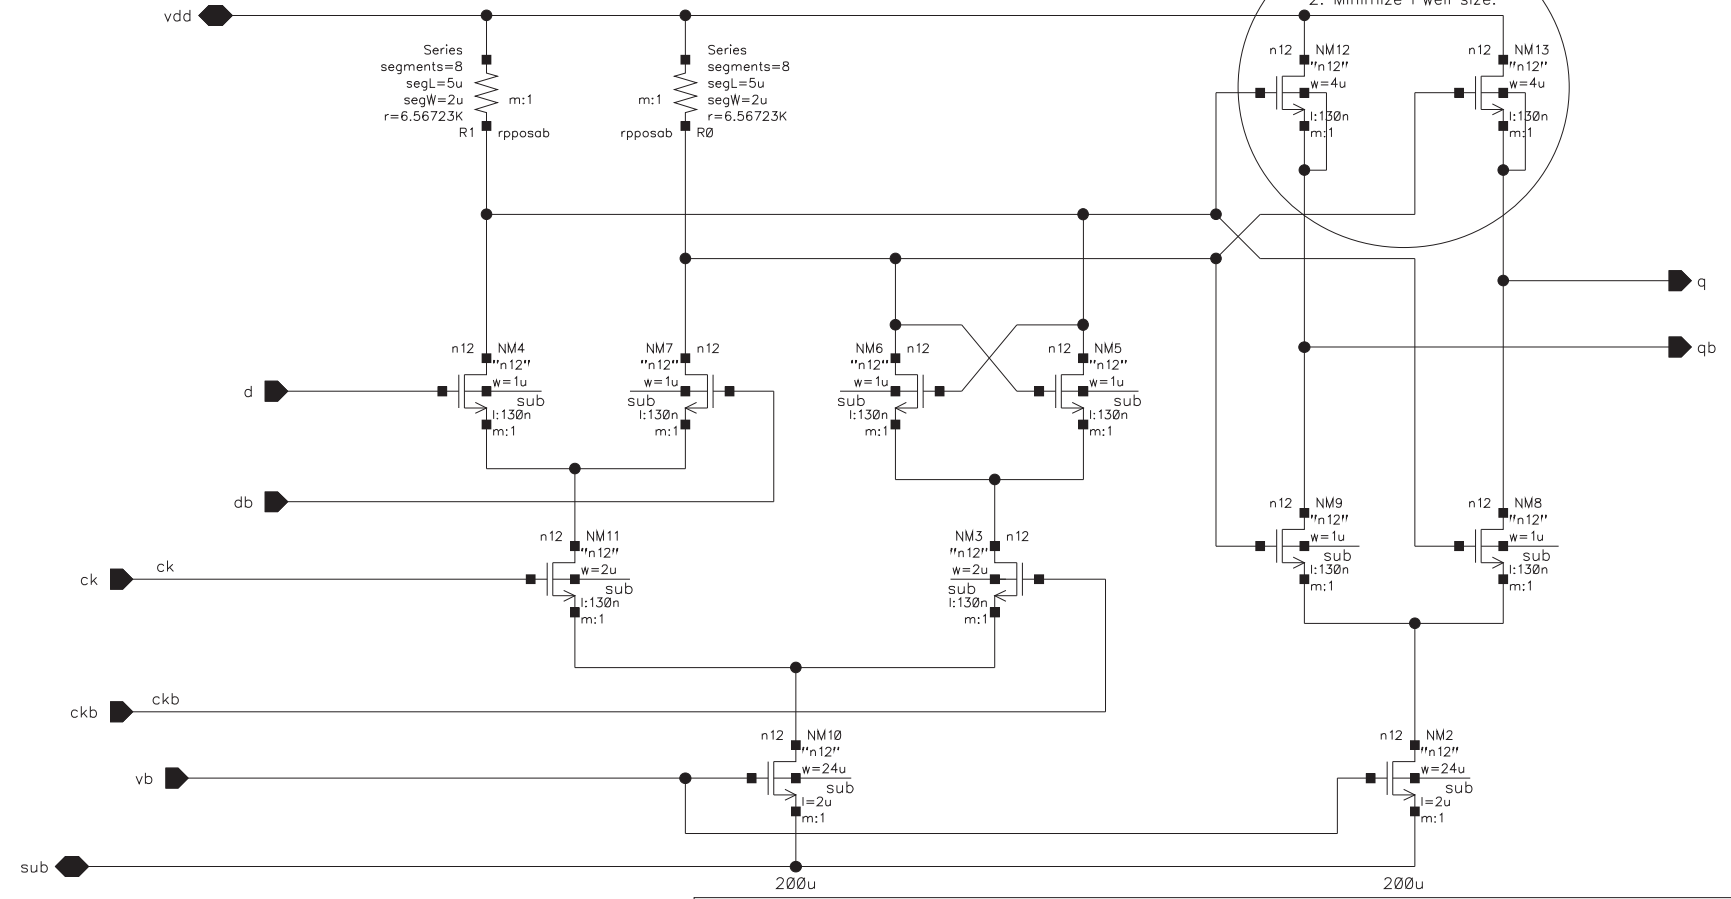 2. Minimize Pwell size.
vdd
Series
segments=8
segL=5u
segW=2u
r=6.56723K
R1
m:1
rpposab
Series
segments=8
segL=5u
segW=2u
r=6.56723K
m:1
rpposab
R0
n12 NM12
"n12"
w=4u
l:130n
m:1
n12 NM13
"n12"
w=4u
l:130n
m:1
q
qb
n12 NM4
"n12"
w=1u
sub
l:130n
m:1
NM7 n12
"n12"
w=1u
sub
l:130n
m:1
NM6 n12
"n12"
w=1u
sub
l:130n
m:1
n12 NM5
"n12"
w=1u
sub
l:130n
m:1
d
db
n12 NM9
"n12"
w=1u
sub
l:130n
m:1
n12 NM8
"n12"
w=1u
sub
l:130n
m:1
n12 NM11
"n12"
w=2u
sub
l:130n
m:1
NM3 n12
"n12"
w=2u
sub
l:130n
m:1
ck
ck
ckb
ckb
n12 NM10
"n12"
w=24u
sub
l=2u
m:1
n12 NM2
"n12"
w=24u
sub
l=2u
m:1
vb
sub
200u
200u